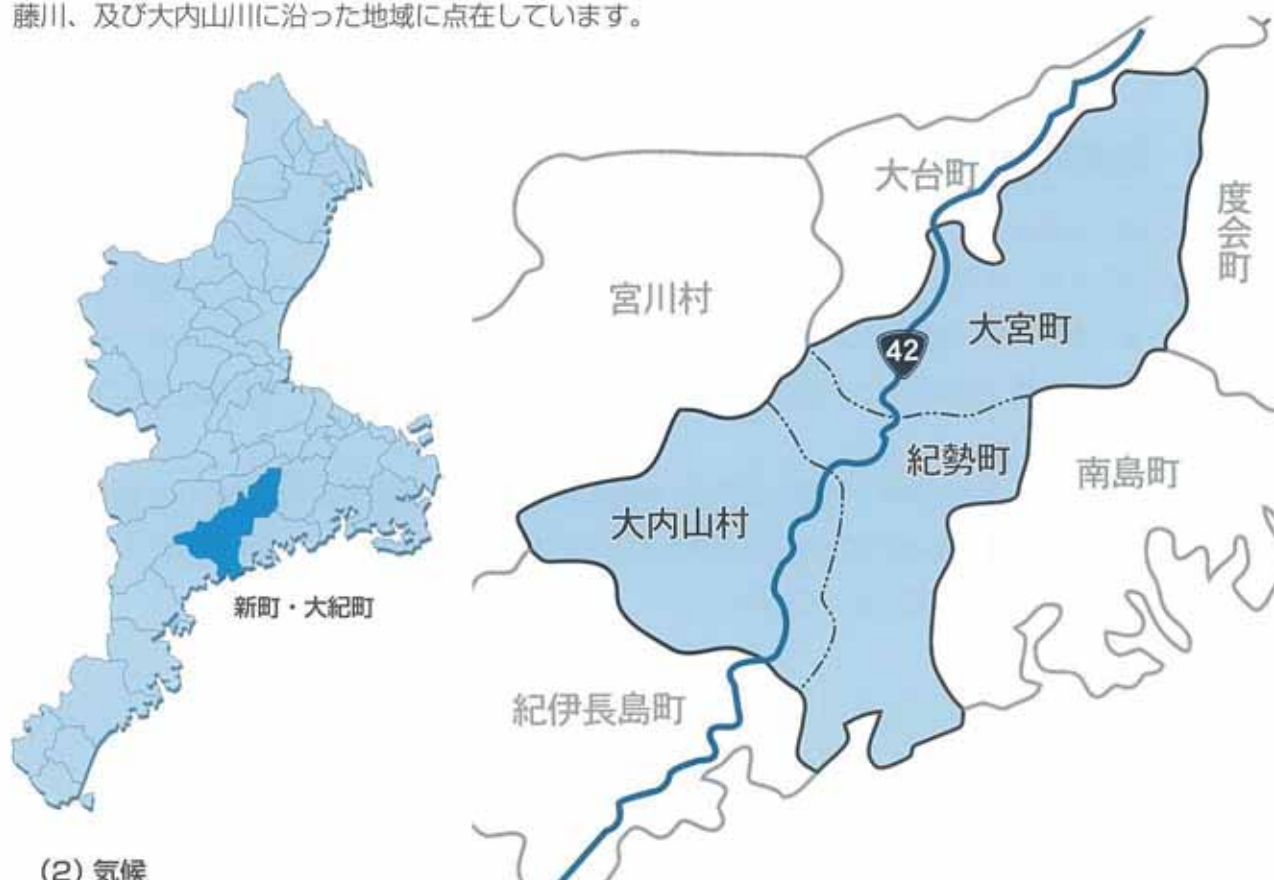 藤川、及び大内山川に沿った地域に点在しています。
新町・大紀町
大台町
度会町
宮川村
大宮町
42
紀勢町
南島町
大内山村
紀伊長島町
(2) 気候